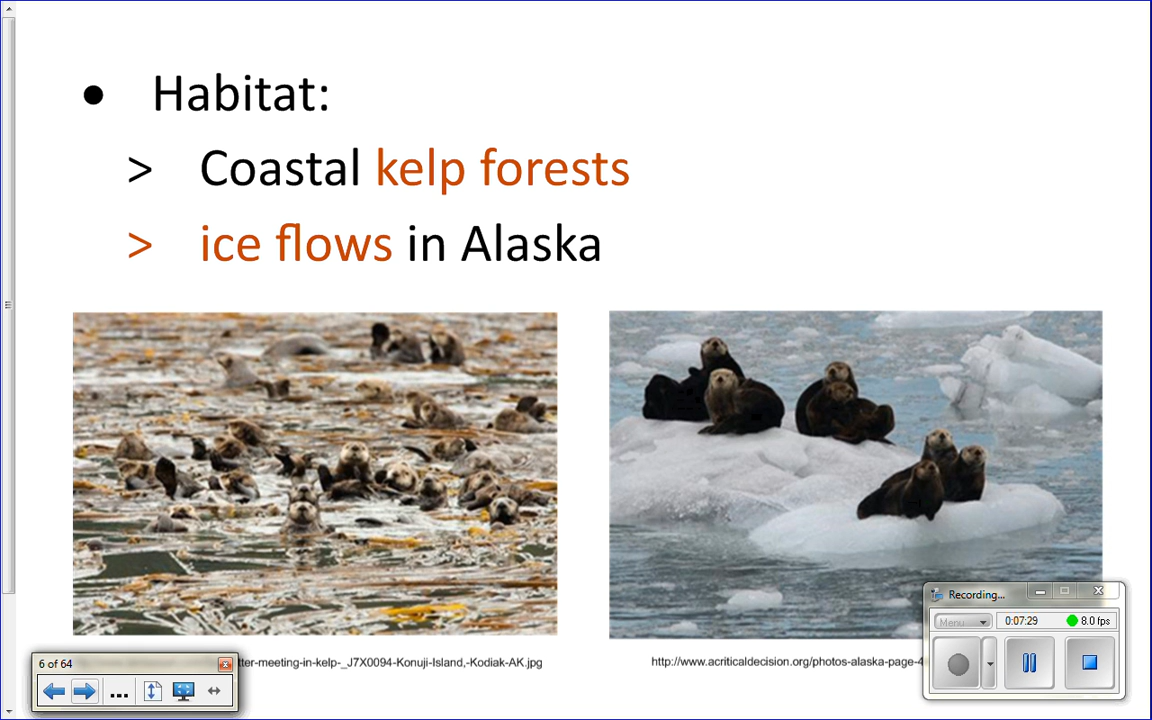 • Habitat:
> Coastal kelp forests
> ice flows in Alaska
tter-meeting-in-kelp-_J7X0094-Konuji-Island,-Kodiak-AK.jpg
http://www.acriticaldecision.org/photos-alaska-page-4
Recording...
Menu
0:07:29
8.0 fps
6 of 64
...